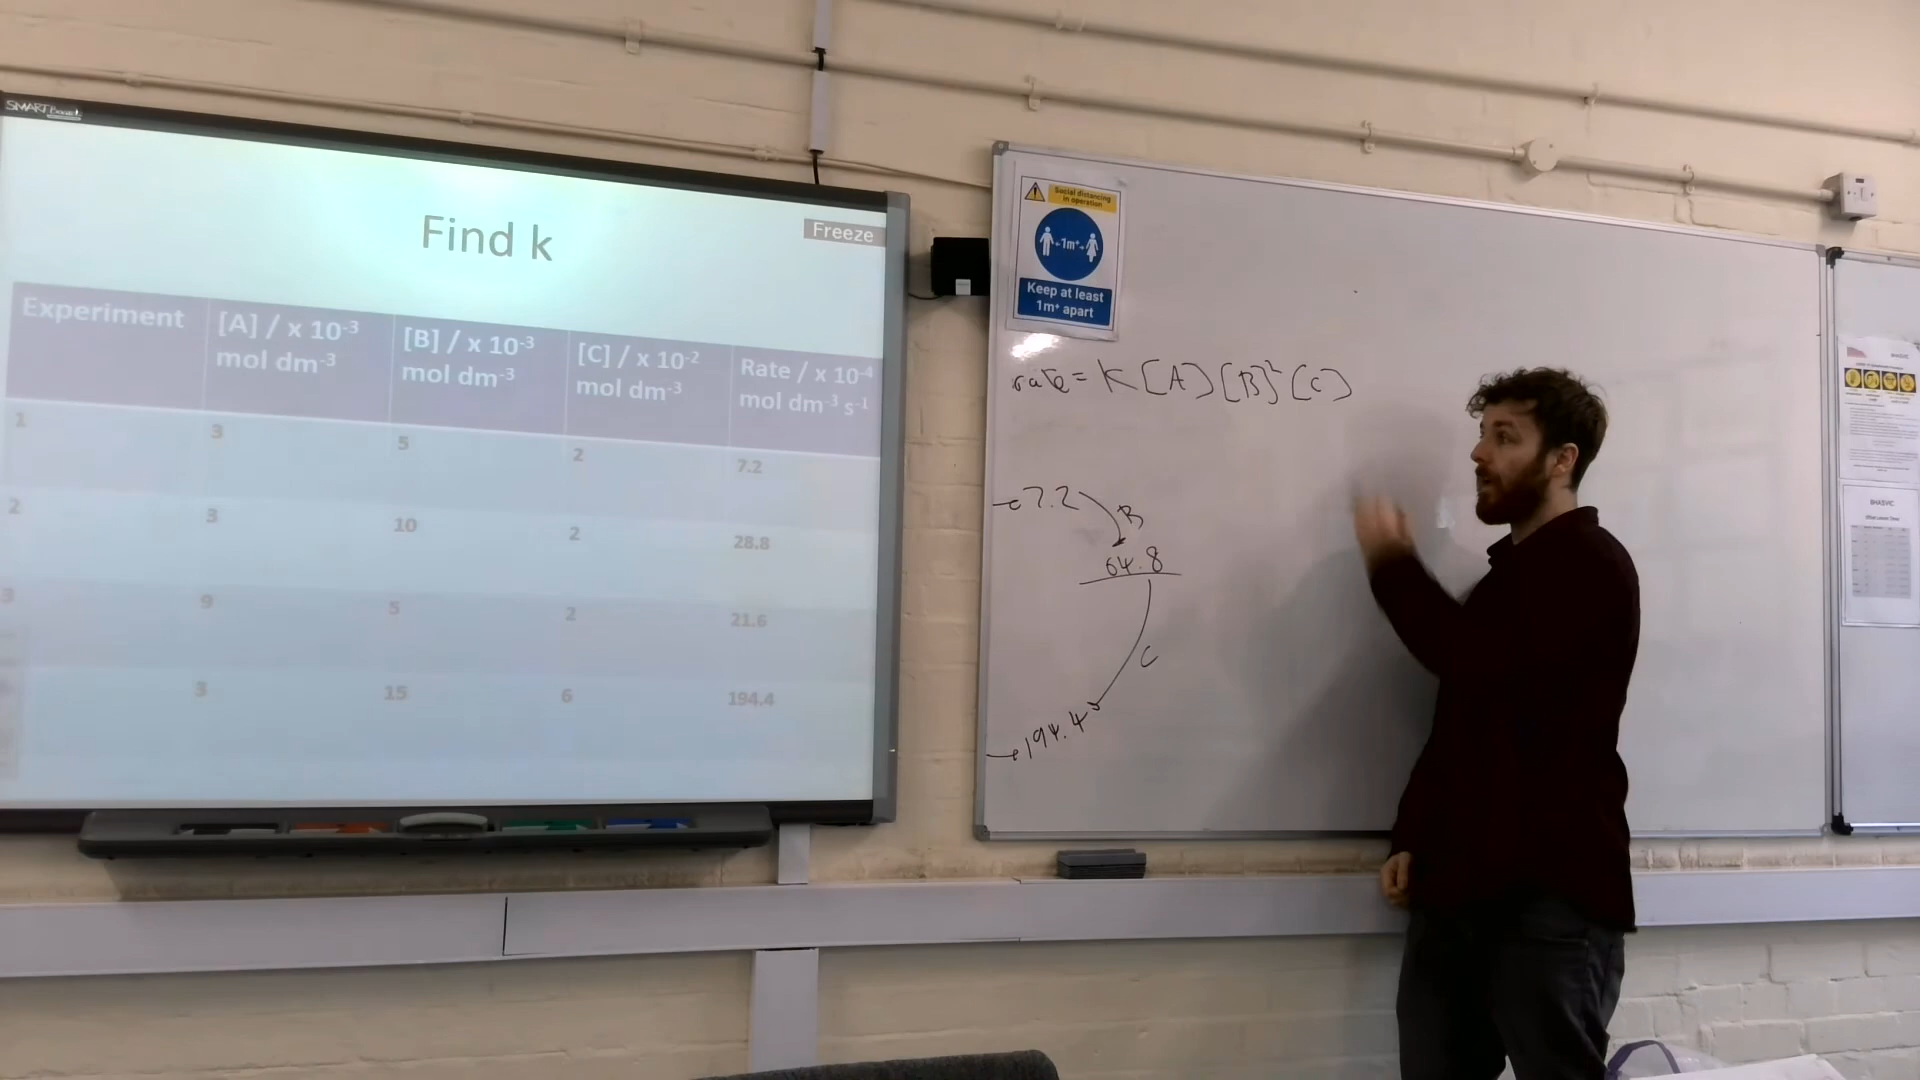 SMART Board
Find k
Freeze
Experiment [A] / x 10⁻³ mol dm⁻³ [B] / x 10⁻³ mol dm⁻³ [C] / x 10⁻² mol dm⁻³ Rate / x 10⁻⁴ mol dm⁻³ s⁻¹
1 3 5 2 7.2
2 3 10 2 28.8
3 9 5 2 21.6
3 15 6 194.4
Social distancing
in operation
1m⁺
Keep at least
1m⁺ apart
rate = K[A][B]²[C]
7.2
B
64.8
C
194.4
BHASVIC
BHASVIC